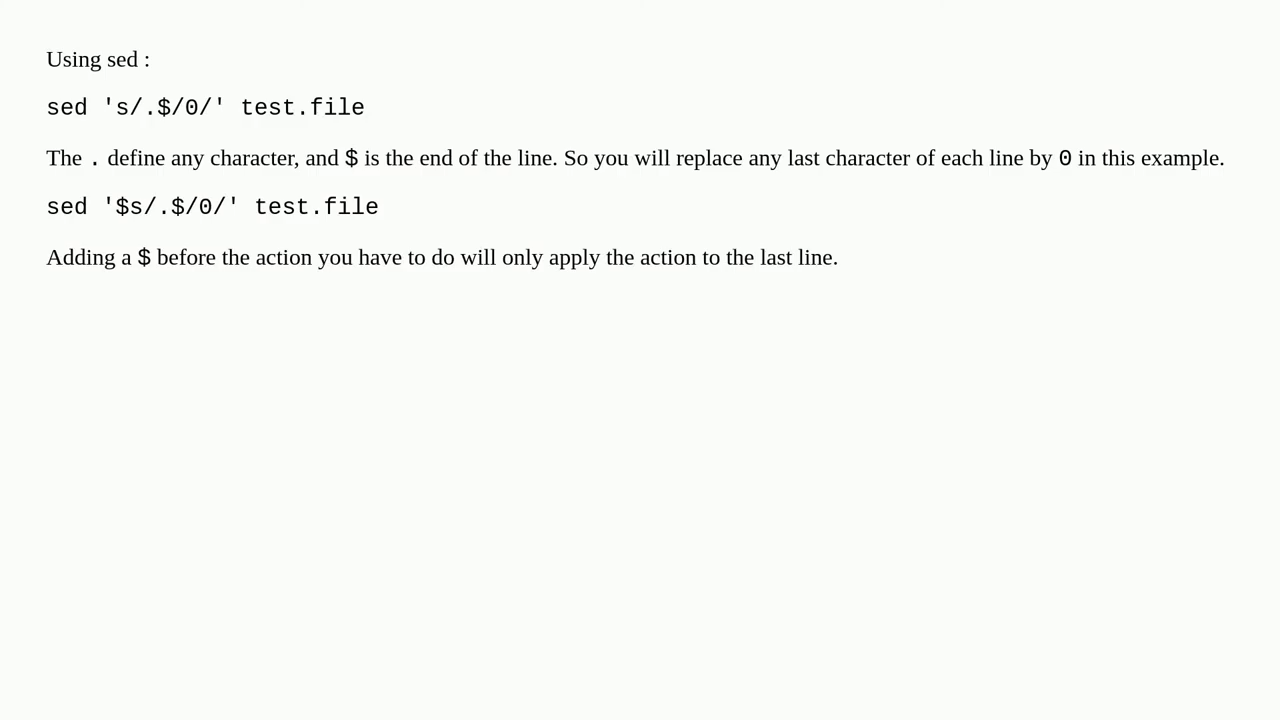 Using sed :
sed 's/.$/0/' test.file
The . define any character, and $ is the end of the line. So you will replace any last character of each line by 0 in this example.
sed '$s/.$/0/' test.file
Adding a $ before the action you have to do will only apply the action to the last line.